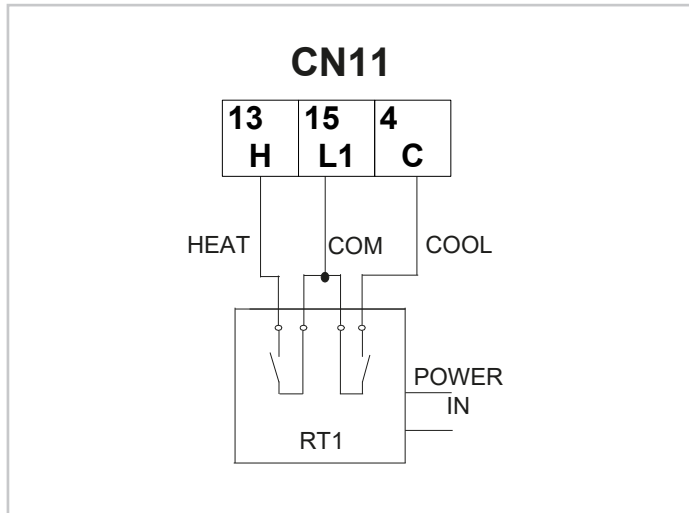 CN11
13 15 4
H L1 C
HEAT COM COOL
POWER
IN
RT1